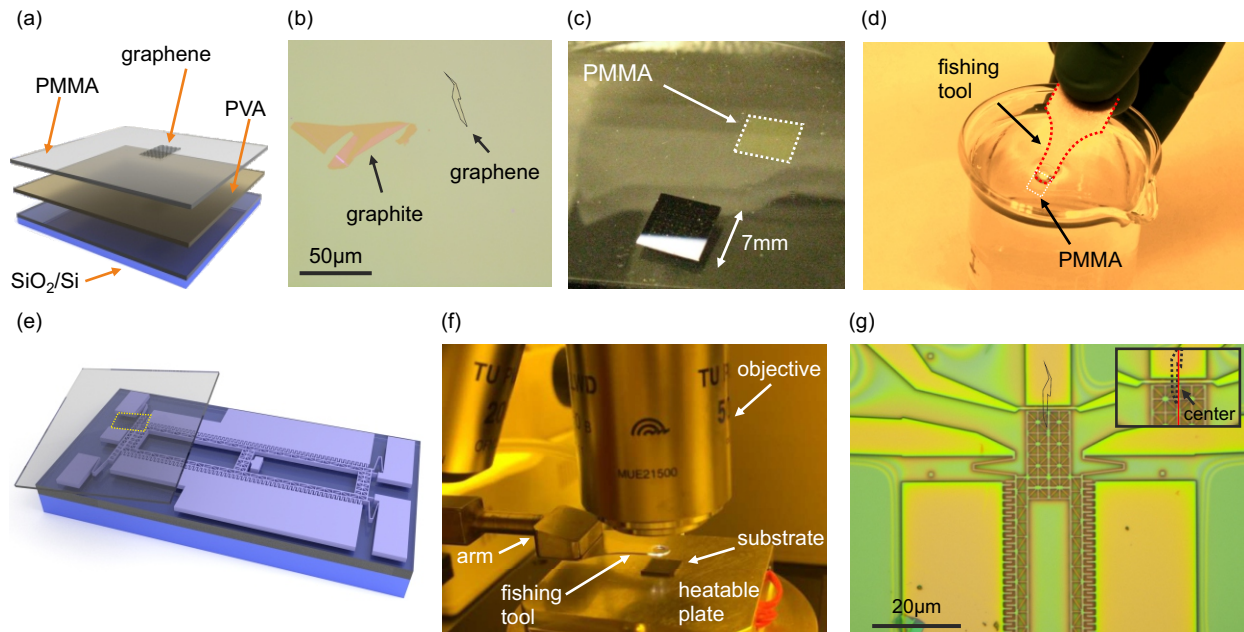 (a)
graphene
PMMA
PVA
SiO₂/Si
(b)
graphene
graphite
50µm
(c)
PMMA
7mm
(d)
fishing
tool
PMMA
(e)
(f)
objective
MUE21500
arm
substrate
fishing
tool
heatable
plate
(g)
center
20µm